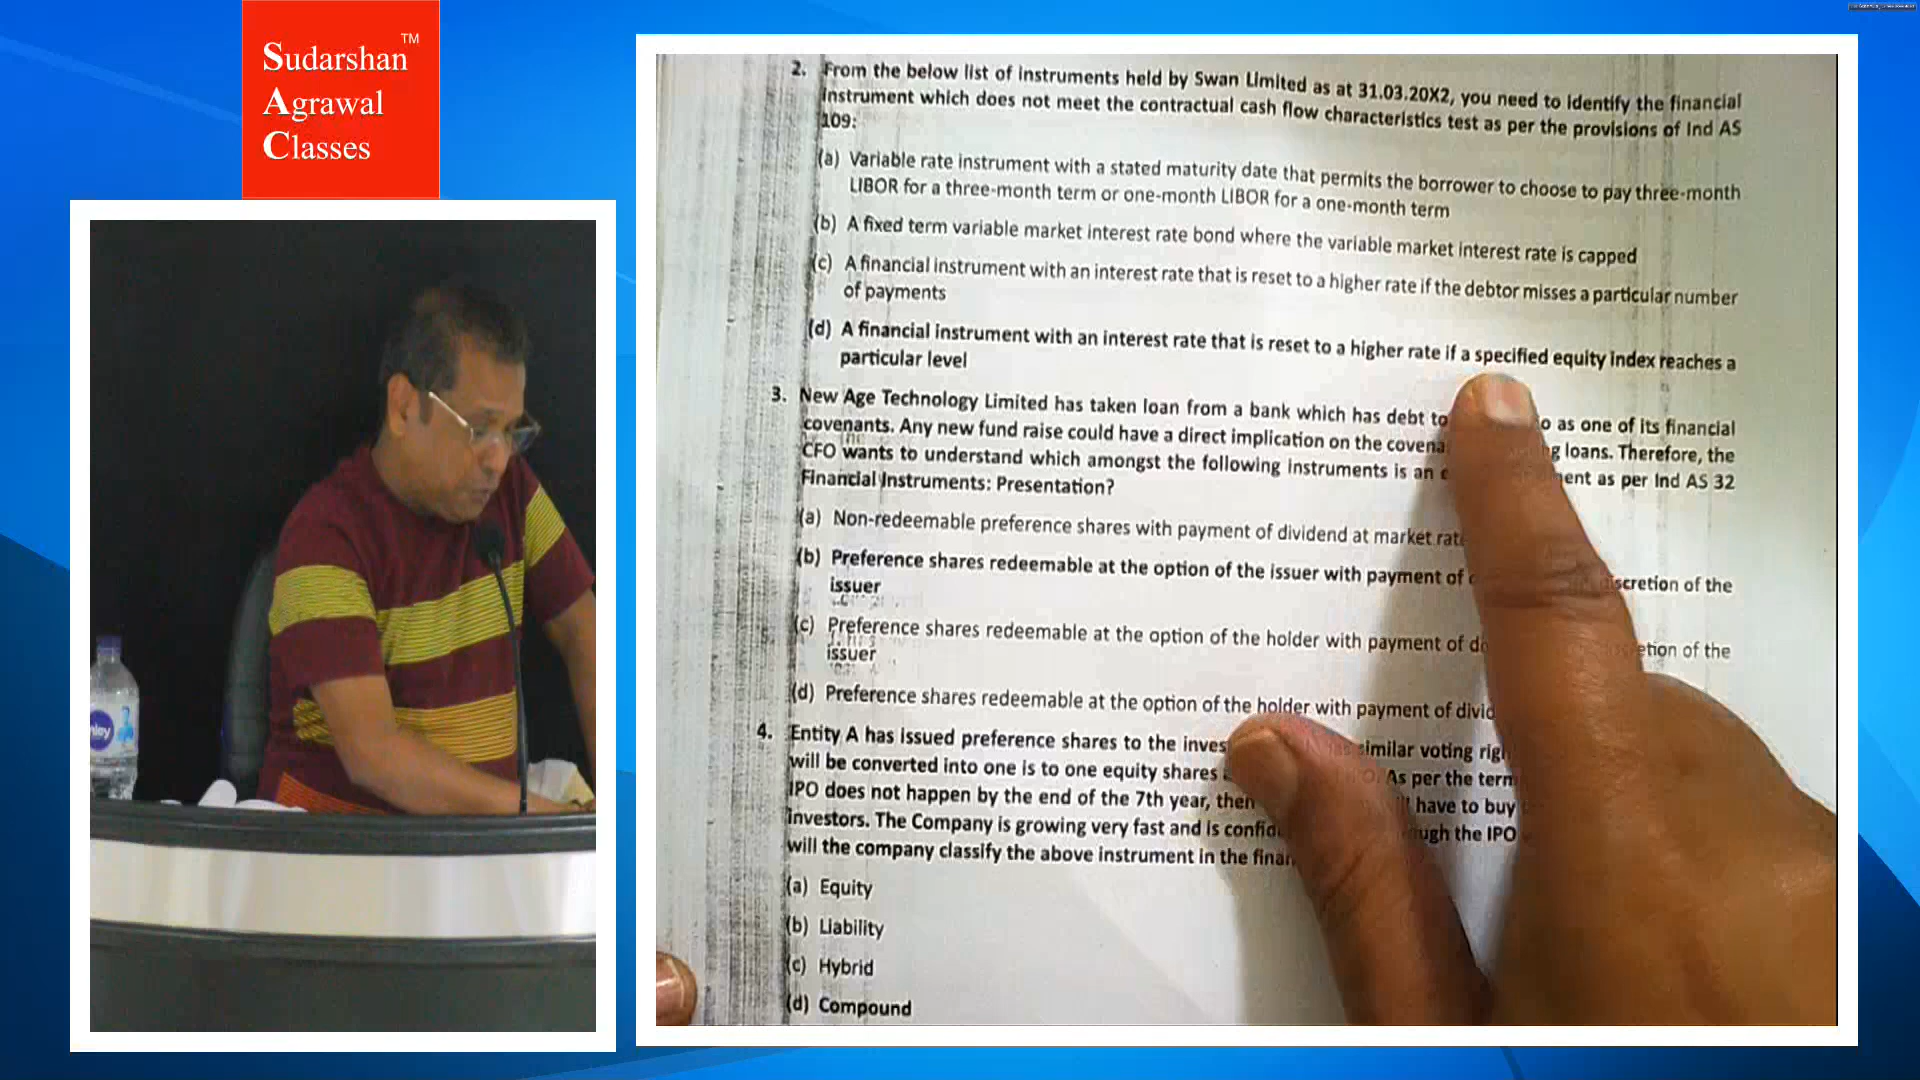 Sudarshan™
Agrawal
Classes
2. From the below list of instruments held by Swan Limited as at 31.03.20X2, you need to identify the financial
instrument which does not meet the contractual cash flow characteristics test as per the provisions of Ind AS
109:
(a) Variable rate instrument with a stated maturity date that permits the borrower to choose to pay three-month
LIBOR for a three-month term or one-month LIBOR for a one-month term
(b) A fixed term variable market interest rate bond where the variable market interest rate is capped
(c) A financial instrument with an interest rate that is reset to a higher rate if the debtor misses a particular number
of payments
(d) A financial instrument with an interest rate that is reset to a higher rate if a specified equity index reaches a
particular level
3. New Age Technology Limited has taken loan from a bank which has debt to as one of its financial
covenants. Any new fund raise could have a direct implication on the loans. Therefore, the
CFO wants to understand which amongst the following instruments is an as per Ind AS 32
Financial Instruments: Presentation?
(a) Non-redeemable preference shares with payment of dividend at market
(b) Preference shares redeemable at the option of the issuer with payment of discretion of the
issuer
(c) Preference shares redeemable at the option of the holder with payment of of the
issuer
(d) Preference shares redeemable at the option of the holder with payment of
4. Entity A has issued preference shares to the similar voting
will be converted into one is to one equity shares As per the
IPO does not happen by the end of the 7th year, then have to buy
investors. The Company is growing very fast and is the IPO
will the company classify the above instrument in the
(a) Equity
(b) Liability
(c) Hybrid
(d) Compound